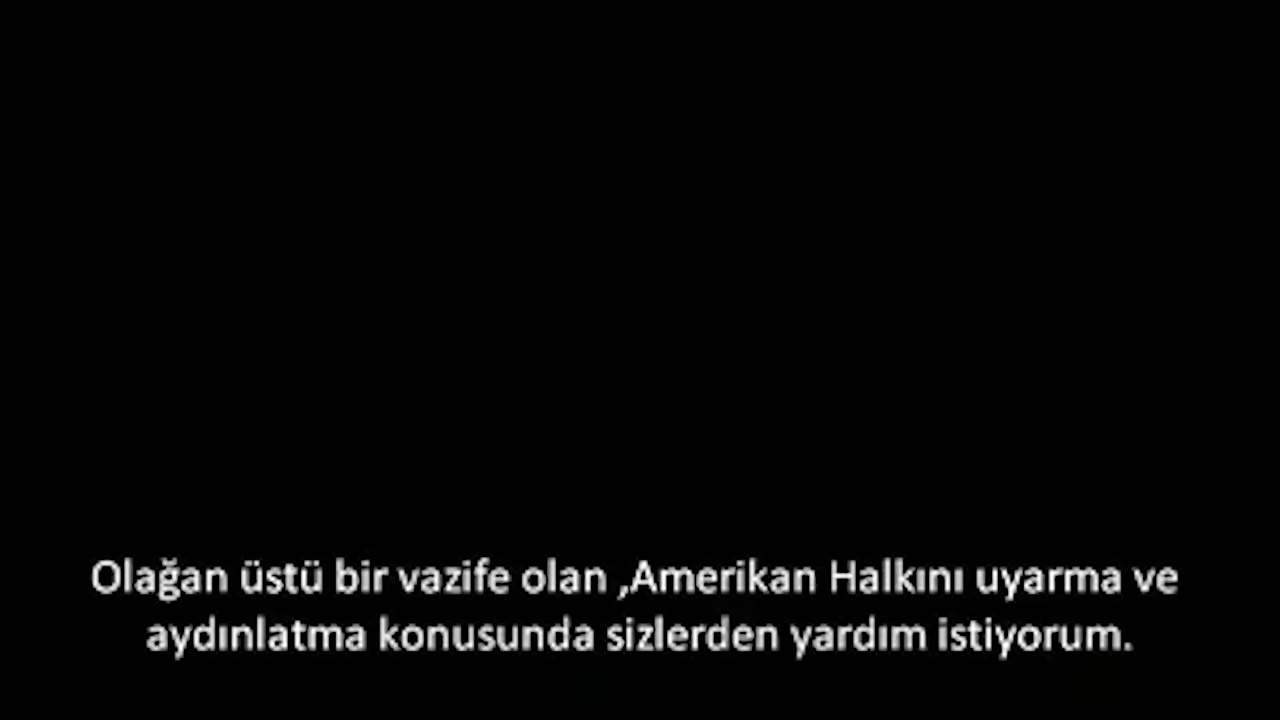 Olağan üstü bir vazife olan ,Amerikan Halkını uyarma ve
aydınlatma konusunda sizlerden yardım istiyorum.